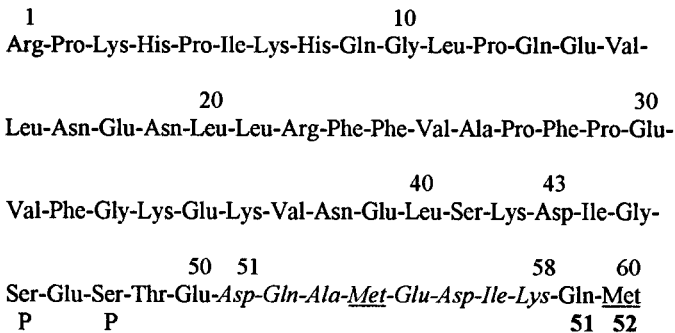 1 10
Arg-Pro-Lys-His-Pro-Ile-Lys-His-Gln-Gly-Leu-Pro-Gln-Glu-Val-
20 30
Leu-Asn-Glu-Asn-Leu-Leu-Arg-Phe-Phe-Val-Ala-Pro-Phe-Pro-Glu-
40 43
Val-Phe-Gly-Lys-Glu-Lys-Val-Asn-Glu-Leu-Ser-Lys-Asp-Ile-Gly-
50 51 58 60
Ser-Glu-Ser-Thr-Glu-Asp-Gln-Ala-Met-Glu-Asp-Ile-Lys-Gln-Met
P P 51 52